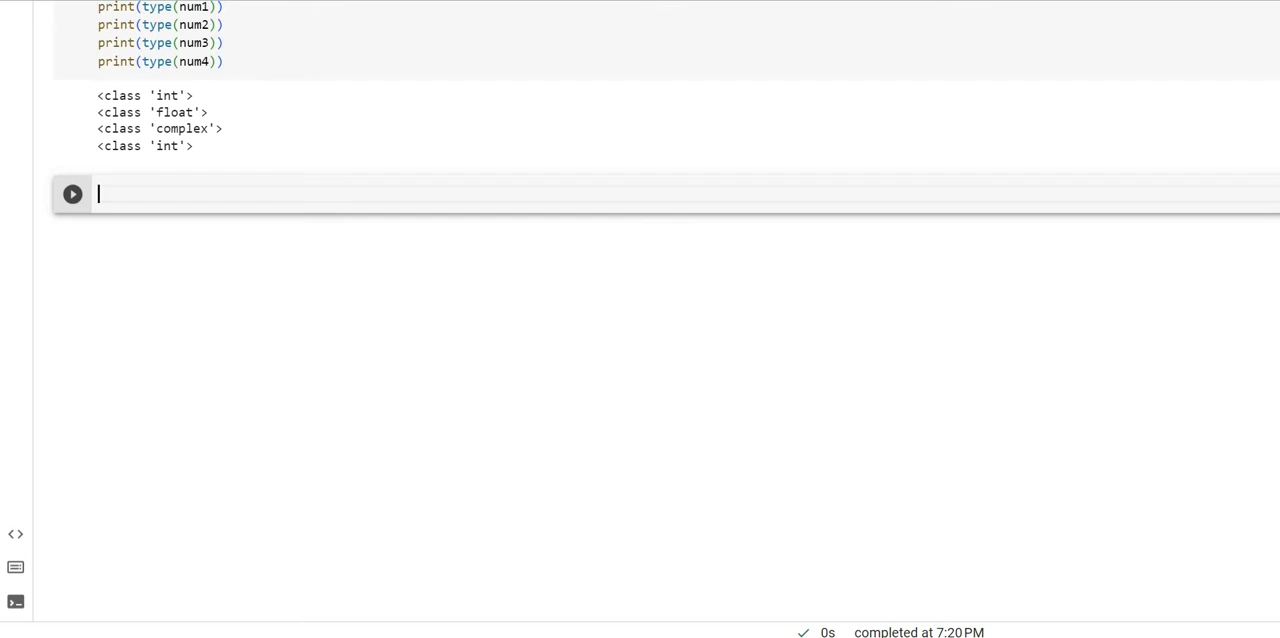 print(type(num1))
print(type(num2))
print(type(num3))
print(type(num4))
<class 'int'>
<class 'float'>
<class 'complex'>
<class 'int'>
0s completed at 7:20 PM